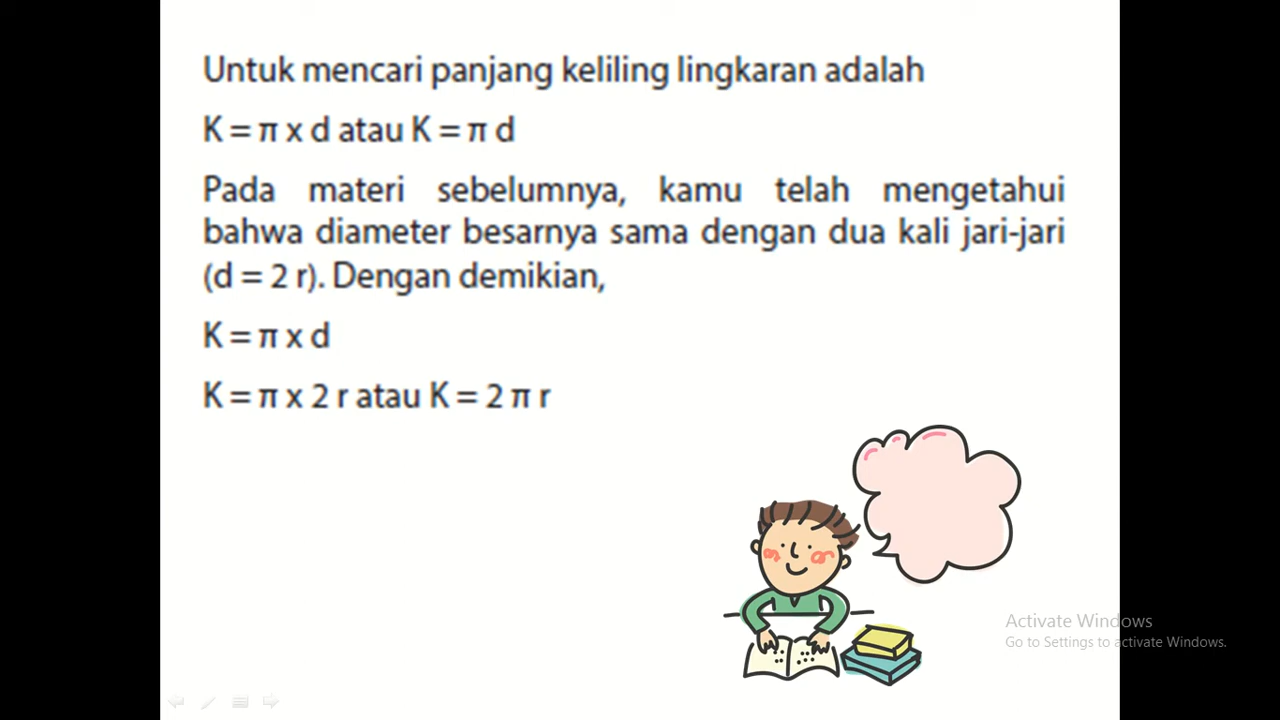 Untuk mencari panjang keliling lingkaran adalah
K = π x d atau K = π d
Pada materi sebelumnya, kamu telah mengetahui
bahwa diameter besarnya sama dengan dua kali jari-jari
(d = 2 r). Dengan demikian,
K = π x d
K = π x 2 r atau K = 2 π r
Activate Windows
Go to Settings to activate Windows.